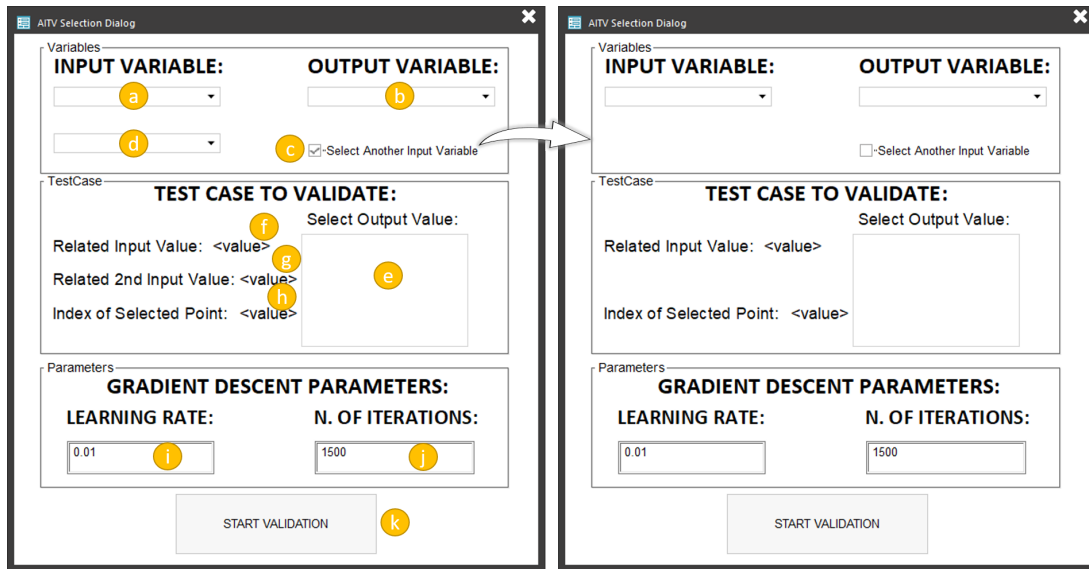 AITV Selection Dialog
Variables
INPUT VARIABLE:
OUTPUT VARIABLE:
a
b
d
c
-Select Another Input Variable
TestCase
TEST CASE TO VALIDATE:
f
Select Output Value:
Related Input Value: <value>
g
e
Related 2nd Input Value: <value>
h
Index of Selected Point: <value>
Parameters
GRADIENT DESCENT PARAMETERS:
LEARNING RATE:
N. OF ITERATIONS:
0.01
i
1500
j
START VALIDATION
k
AITV Selection Dialog
Variables
INPUT VARIABLE:
OUTPUT VARIABLE:
-Select Another Input Variable
TestCase
TEST CASE TO VALIDATE:
Select Output Value:
Related Input Value: <value>
Index of Selected Point: <value>
Parameters
GRADIENT DESCENT PARAMETERS:
LEARNING RATE:
N. OF ITERATIONS:
0.01
1500
START VALIDATION